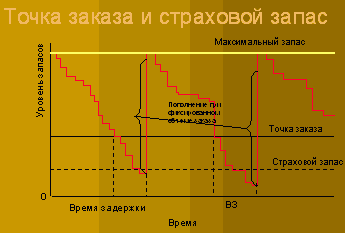 Точка заказа и страховой запас
Максимальный запас
Уровень запасов
Пополнение при
фиксированном
объеме заказа
Точка заказа
Страховой запас
0
Время задержки
ВЗ
Время